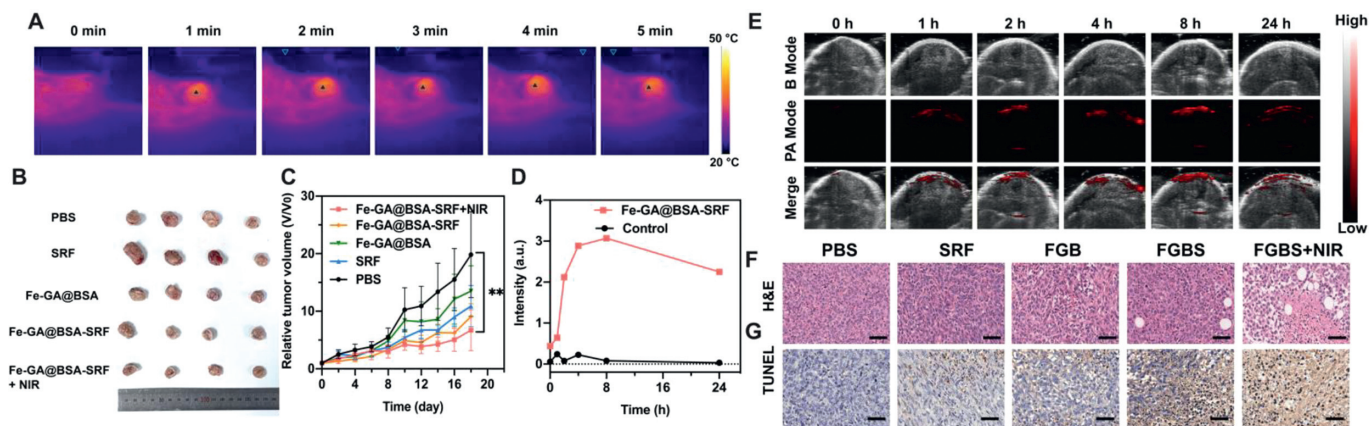 A
0 min
1 min
2 min
3 min
4 min
5 min
50 °C
20 °C
B
PBS
SRF
Fe-GA@BSA
Fe-GA@BSA-SRF
Fe-GA@BSA-SRF
+ NIR
C
Relative tumor volume (V/V0)
30
20
10
0
Fe-GA@BSA-SRF+NIR
Fe-GA@BSA-SRF
Fe-GA@BSA
SRF
PBS
**
0 4 8 12 16 20
Time (day)
D
Intensity (a.u.)
4
3
2
1
0
Fe-GA@BSA-SRF
Control
0 8 16 24
Time (h)
E
0 h
1 h
2 h
4 h
8 h
24 h
High
Low
B Mode
PA Mode
Merge
F
PBS
SRF
FGB
FGBS
FGBS+NIR
H&E
G
TUNEL